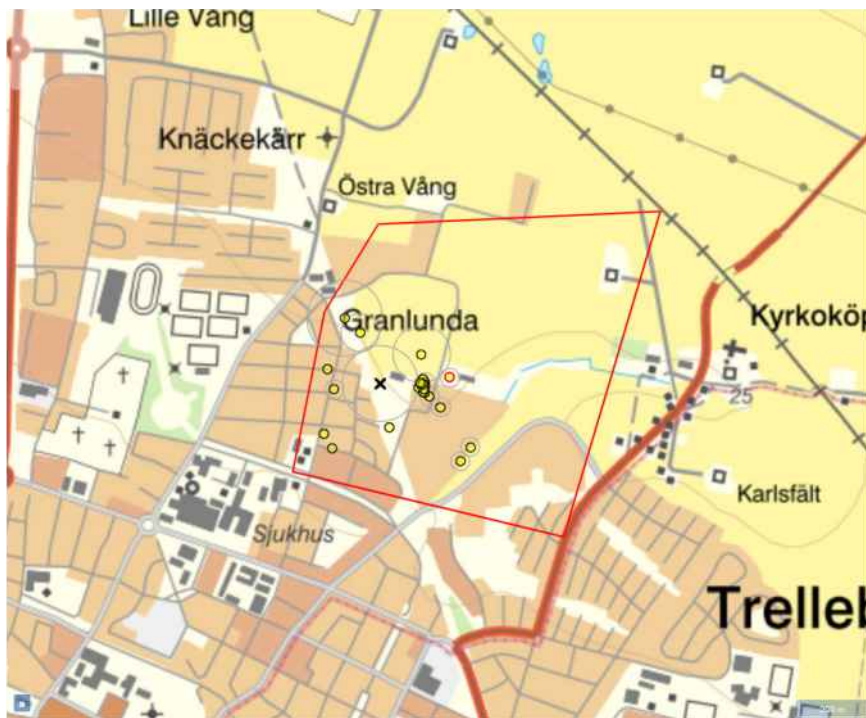 Lille Vång
Knäckekärr
Östra Vång
Granlunda
Kyrkoköp
25
Karlsfält
Sjukhus
Trelleb